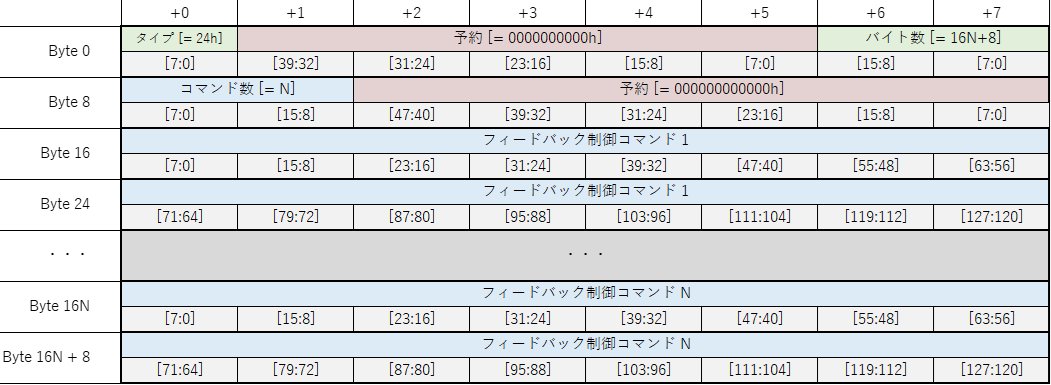 +0 +1 +2 +3 +4 +5 +6 +7
Byte 0 タイプ [= 24h] 予約 [= 0000000000h] バイト数 [= 16N+8]
[7:0] [39:32] [31:24] [23:16] [15:8] [7:0] [15:8] [7:0]
Byte 8 コマンド数 [= N] 予約 [= 000000000000h]
[7:0] [15:8] [47:40] [39:32] [31:24] [23:16] [15:8] [7:0]
Byte 16 フィードバック制御コマンド 1
[7:0] [15:8] [23:16] [31:24] [39:32] [47:40] [55:48] [63:56]
Byte 24 フィードバック制御コマンド 1
[71:64] [79:72] [87:80] [95:88] [103:96] [111:104] [119:112] [127:120]
・・・ ・・・
Byte 16N フィードバック制御コマンド N
[7:0] [15:8] [23:16] [31:24] [39:32] [47:40] [55:48] [63:56]
Byte 16N + 8 フィードバック制御コマンド N
[71:64] [79:72] [87:80] [95:88] [103:96] [111:104] [119:112] [127:120]